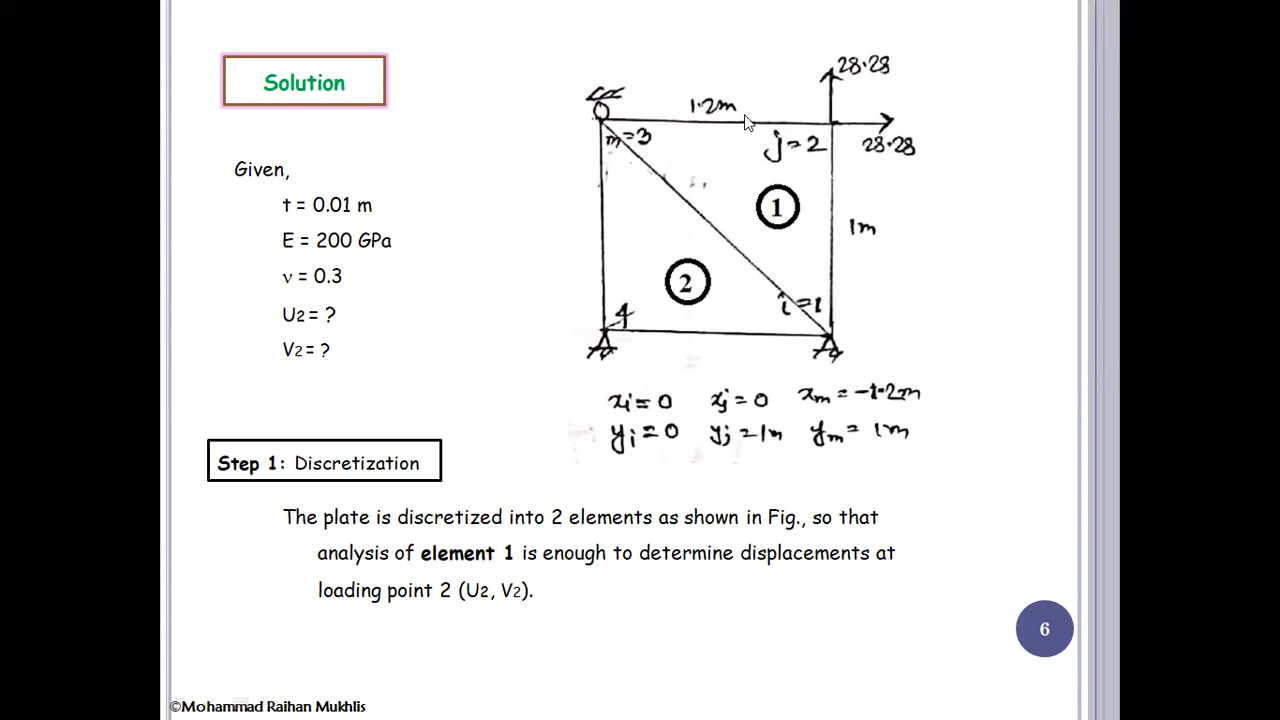 Solution
Given,
t = 0.01 m
E = 200 GPa
ν = 0.3
U2 = ?
V2 = ?
28.28
1.2m
m=3
j=2
28.28
1
1m
2
i=1
4
xi=0 xj=0 xm=-1.2m
yi=0 yj=1m ym=1m
Step 1: Discretization
The plate is discretized into 2 elements as shown in Fig., so that
analysis of element 1 is enough to determine displacements at
loading point 2 (U2, V2).
6
©Mohammad Raihan Mukhlis